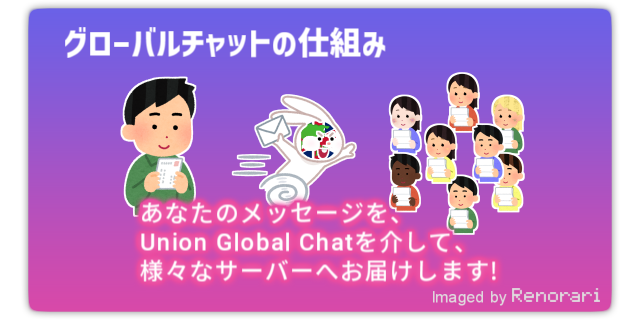 グローバルチャットの仕組み
あなたのメッセージを、
Union Global Chatを介して、
様々なサーバーへお届けします!
Imaged by Renorari